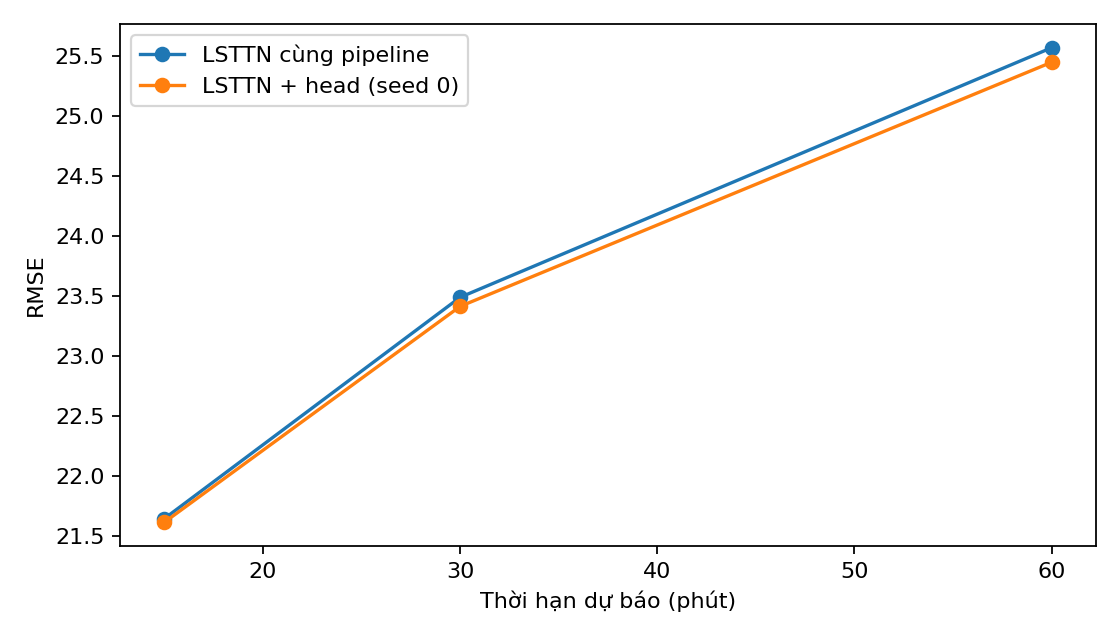 LSTTN cùng pipeline
LSTTN + head (seed 0)
RMSE
25.5
25.0
24.5
24.0
23.5
23.0
22.5
22.0
21.5
20 30 40 50 60
Thời hạn dự báo (phút)